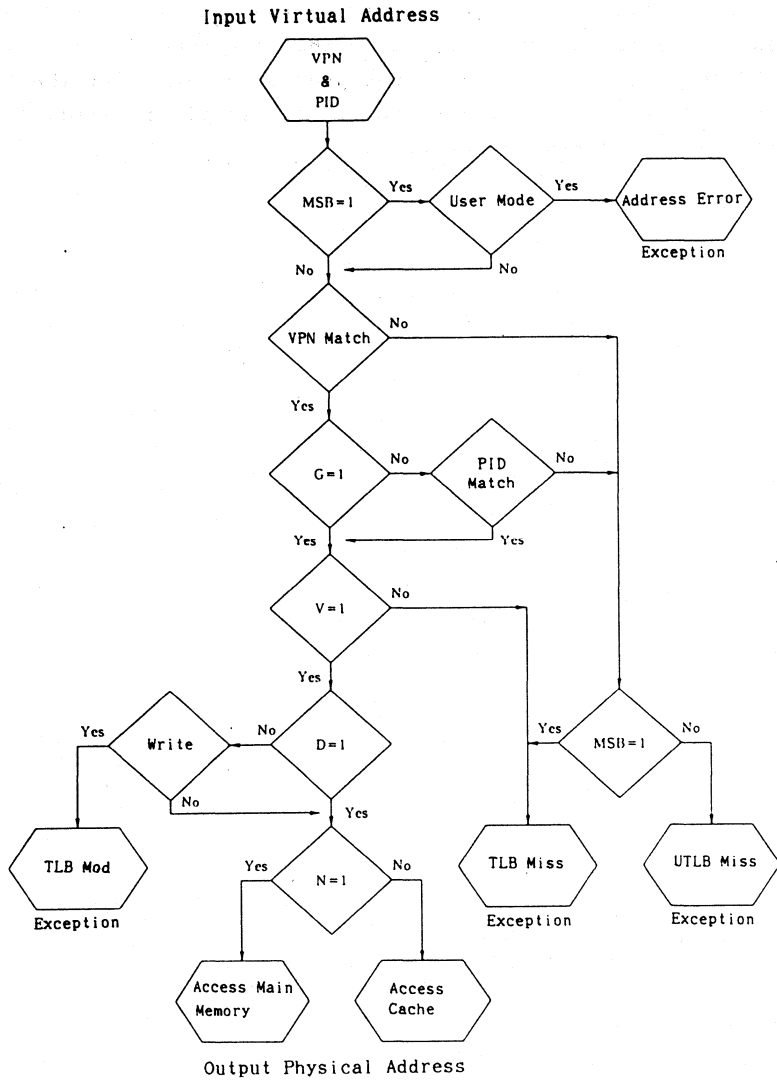 Input Virtual Address
VPN
&
PID
MSB=1
Yes
User Mode
Yes
Address Error
Exception
No
No
VPN Match
No
Yes
G=1
No
PID
Match
No
Yes
Yes
V=1
No
Yes
Yes
Write
No
D=1
Yes
MSB=1
No
No
Yes
TLB Mod
Exception
Yes
N=1
No
TLB Miss
Exception
UTLB Miss
Exception
Access Main
Memory
Access
Cache
Output Physical Address